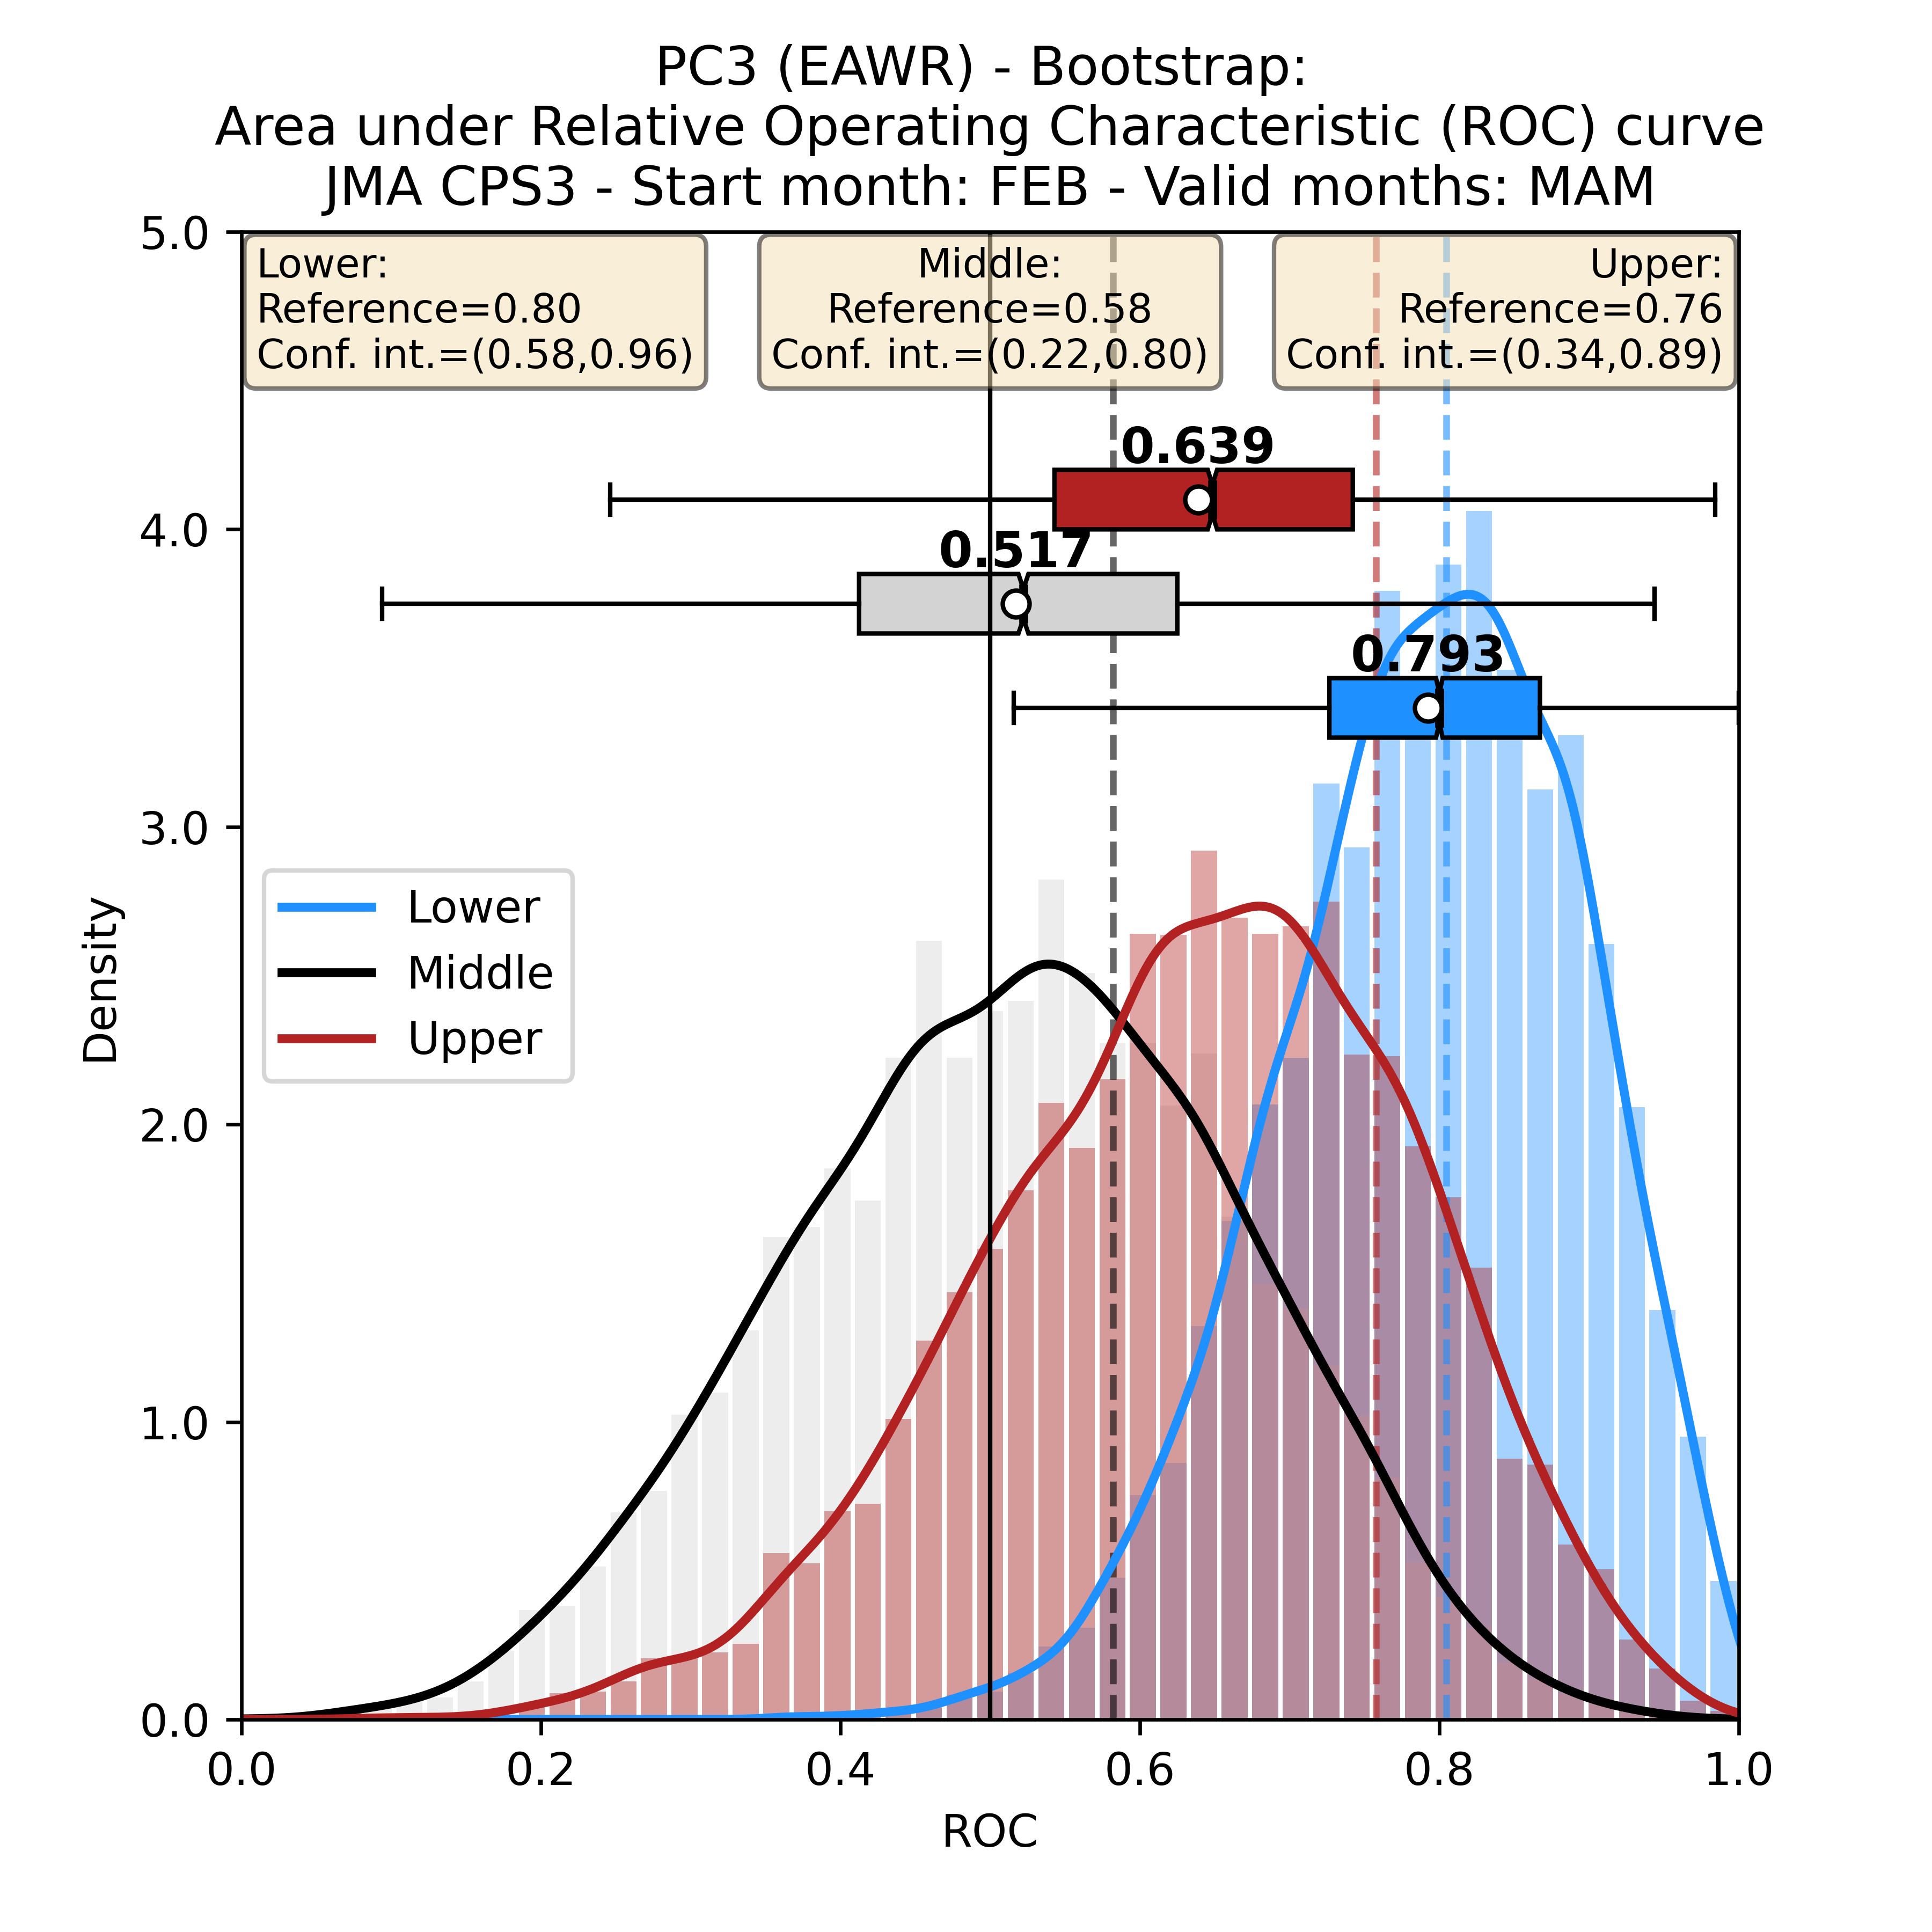 PC3 (EAWR) - Bootstrap:
Area under Relative Operating Characteristic (ROC) curve
JMA CPS3 - Start month: FEB - Valid months: MAM
Lower:
Reference=0.80
Conf. int.=(0.58,0.96)
Middle:
Reference=0.58
Conf. int.=(0.22,0.80)
Upper:
Reference=0.76
Conf. int.=(0.34,0.89)
0.639
0.517
0.793
5.0
4.0
3.0
2.0
1.0
0.0
Density
Lower
Middle
Upper
0.0 0.2 0.4 0.6 0.8 1.0
ROC